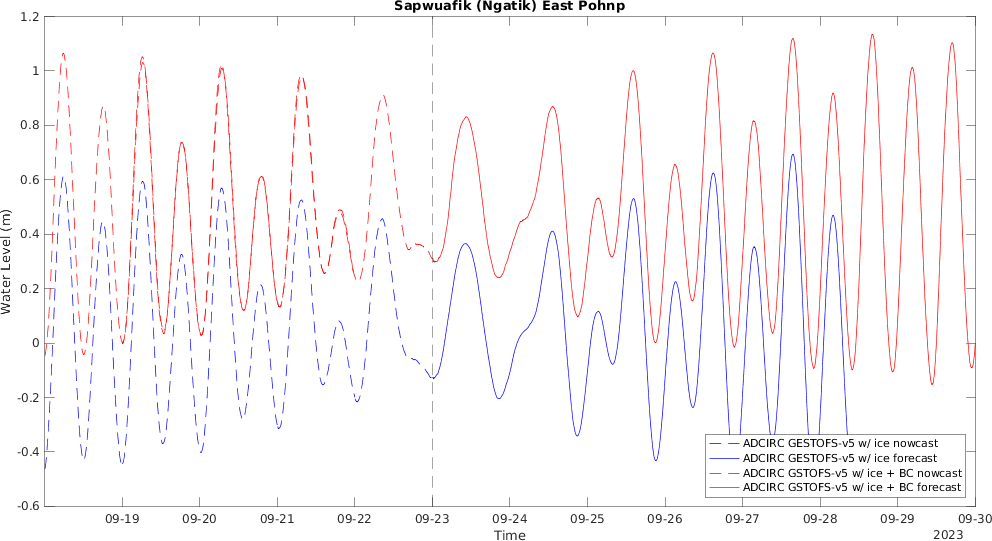 Sapwuafik (Ngatik) East Pohnp
Water Level (m)
1.2
1
0.8
0.6
0.4
0.2
0
-0.2
-0.4
-0.6
ADCIRC GESTOFS-v5 w/ ice nowcast
ADCIRC GESTOFS-v5 w/ ice forecast
ADCIRC GSTOFS-v5 w/ ice + BC nowcast
ADCIRC GSTOFS-v5 w/ ice + BC forecast
09-19 09-20 09-21 09-22 09-23 09-24 09-25 09-26 09-27 09-28 09-29 09-30
Time
2023